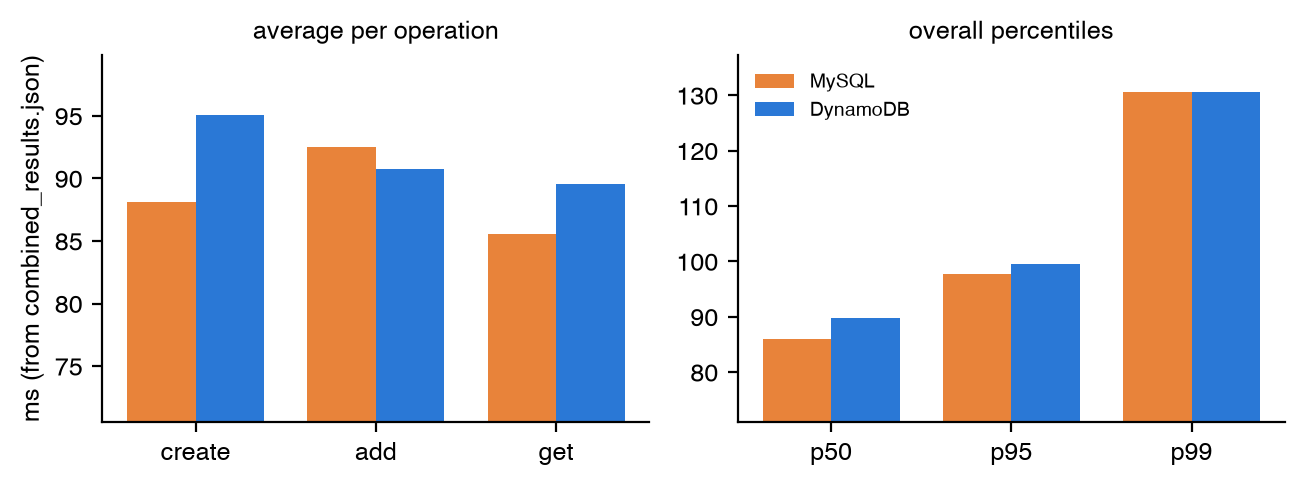 average per operation
ms (from combined_results.json)
95
90
85
80
75
create add get
overall percentiles
MySQL
DynamoDB
130
120
110
100
90
80
p50 p95 p99